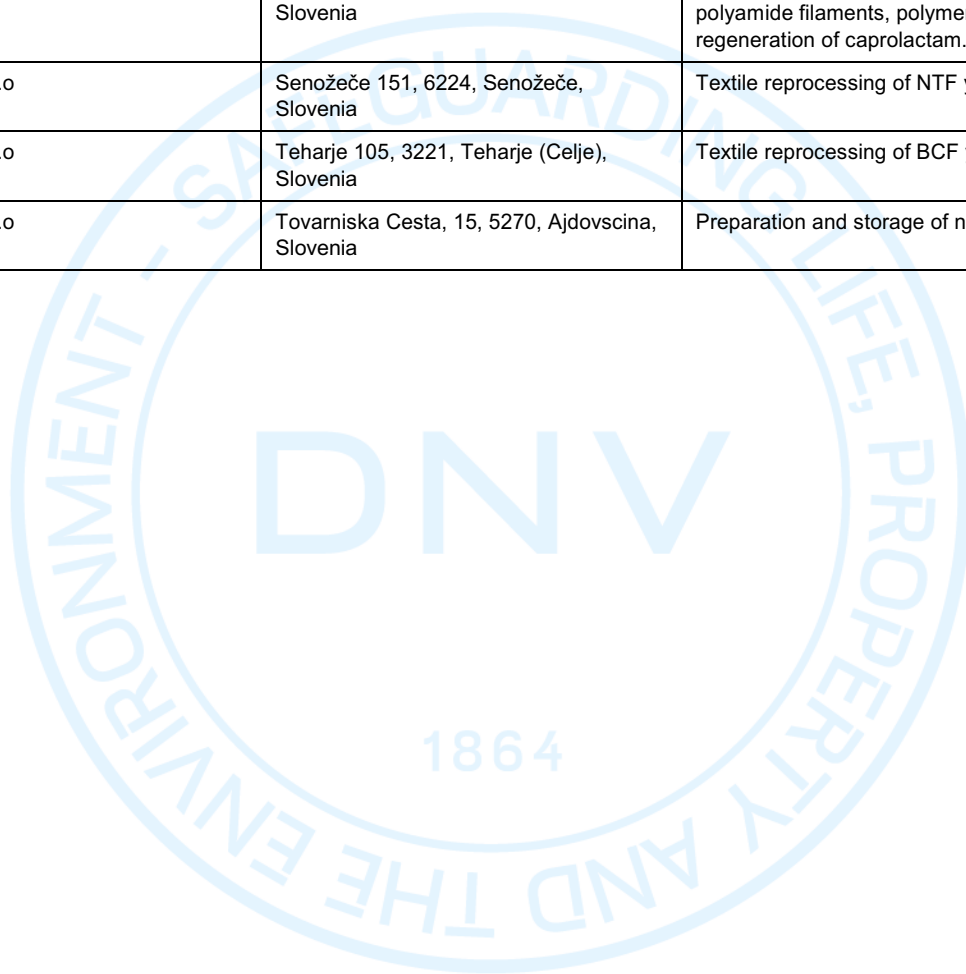 Slovenia
polyamide filaments, polyme
regeneration of caprolactam.
.o
Senožeče 151, 6224, Senožeče,
Slovenia
Textile reprocessing of NTF
.o
Teharje 105, 3221, Teharje (Celje),
Slovenia
Textile reprocessing of BCF
.o
Tovarniska Cesta, 15, 5270, Ajdovscina,
Slovenia
Preparation and storage of
SAFEGUARDING LIFE, PROPERTY AND THE ENVIRONMENT -
DNV
1864